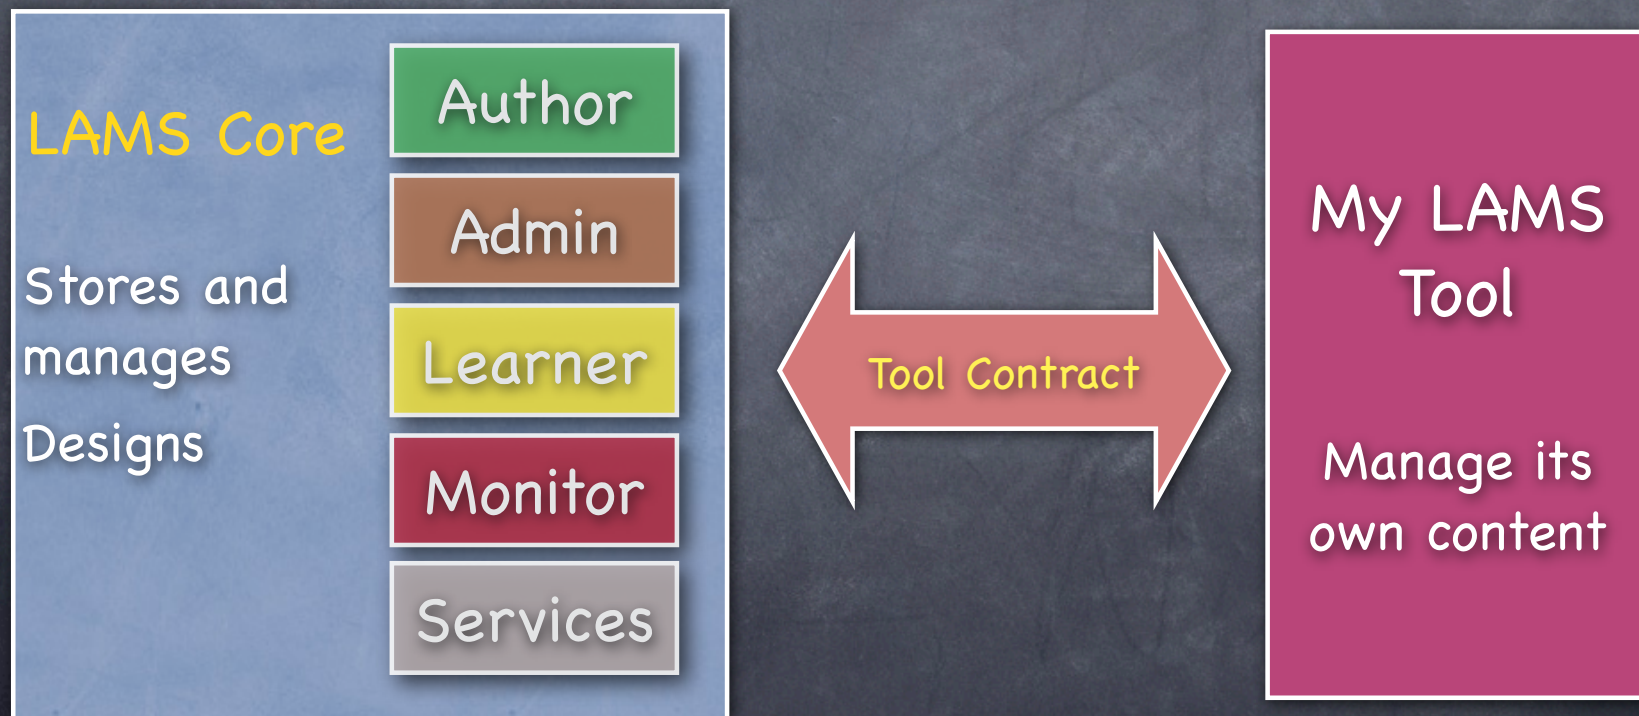 LAMS Core
Stores and
manages
Designs
Author
Admin
Learner
Monitor
Services
Tool Contract
My LAMS
Tool
Manage its
own content